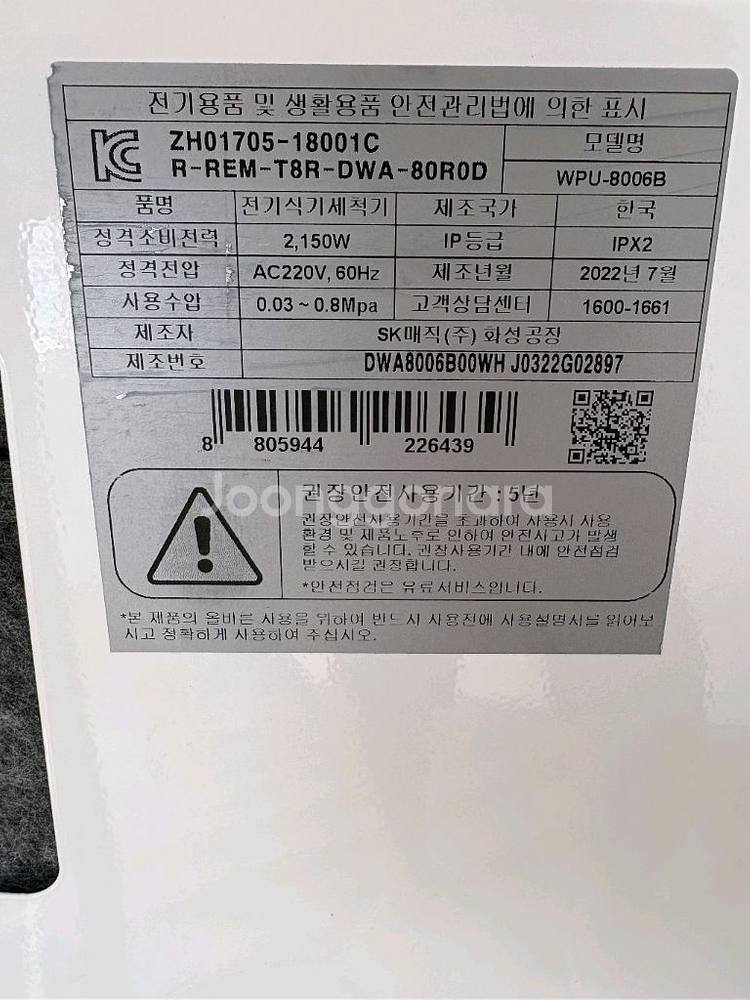 전기용품 및 생활용품 안전관리법에 의한 표시
ZH01705-18001C
R-REM-T8R-DWA-80R0D
모델명
WPU-8006B
품명 전기식기세척기 제조국가 한국
정격소비전력 2,150W IP등급 IPX2
정격전압 AC220V, 60Hz 제조년월 2022년 7월
사용수압 0.03 ~ 0.8Mpa 고객상담센터 1600-1661
제조자 SK매직(주) 화성공장
제조번호 DWA8006B00WH J0322G02897
8 805944 226439
Joonggonara
권장안전사용기간 : 5년
권장안전사용기간을 초과하여 사용시 사용
환경 및 제품노후로 인하여 안전사고가 발생
할 수 있습니다. 권장사용기간 내에 안전점검
받으시길 권장합니다.
*안전점검은 유료서비스입니다.
*본 제품의 올바른 사용을 위하여 반드시 사용전에 사용설명서를 읽어보
시고 정확하게 사용하여 주십시오.